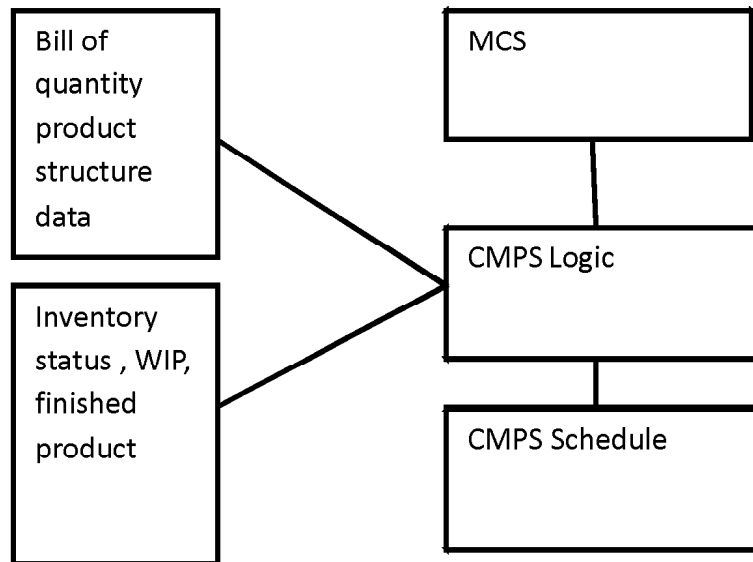 Bill of
quantity
product
structure
data
Inventory
status , WIP,
finished
product
MCS
CMPS Logic
CMPS Schedule